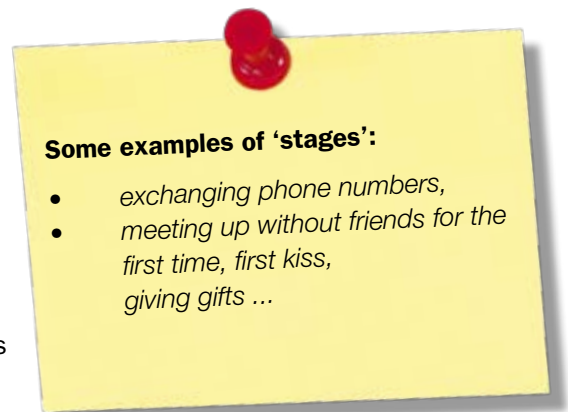 Some examples of ‘stages’:
• exchanging phone numbers,
• meeting up without friends for the
first time, first kiss,
giving gifts ...
s